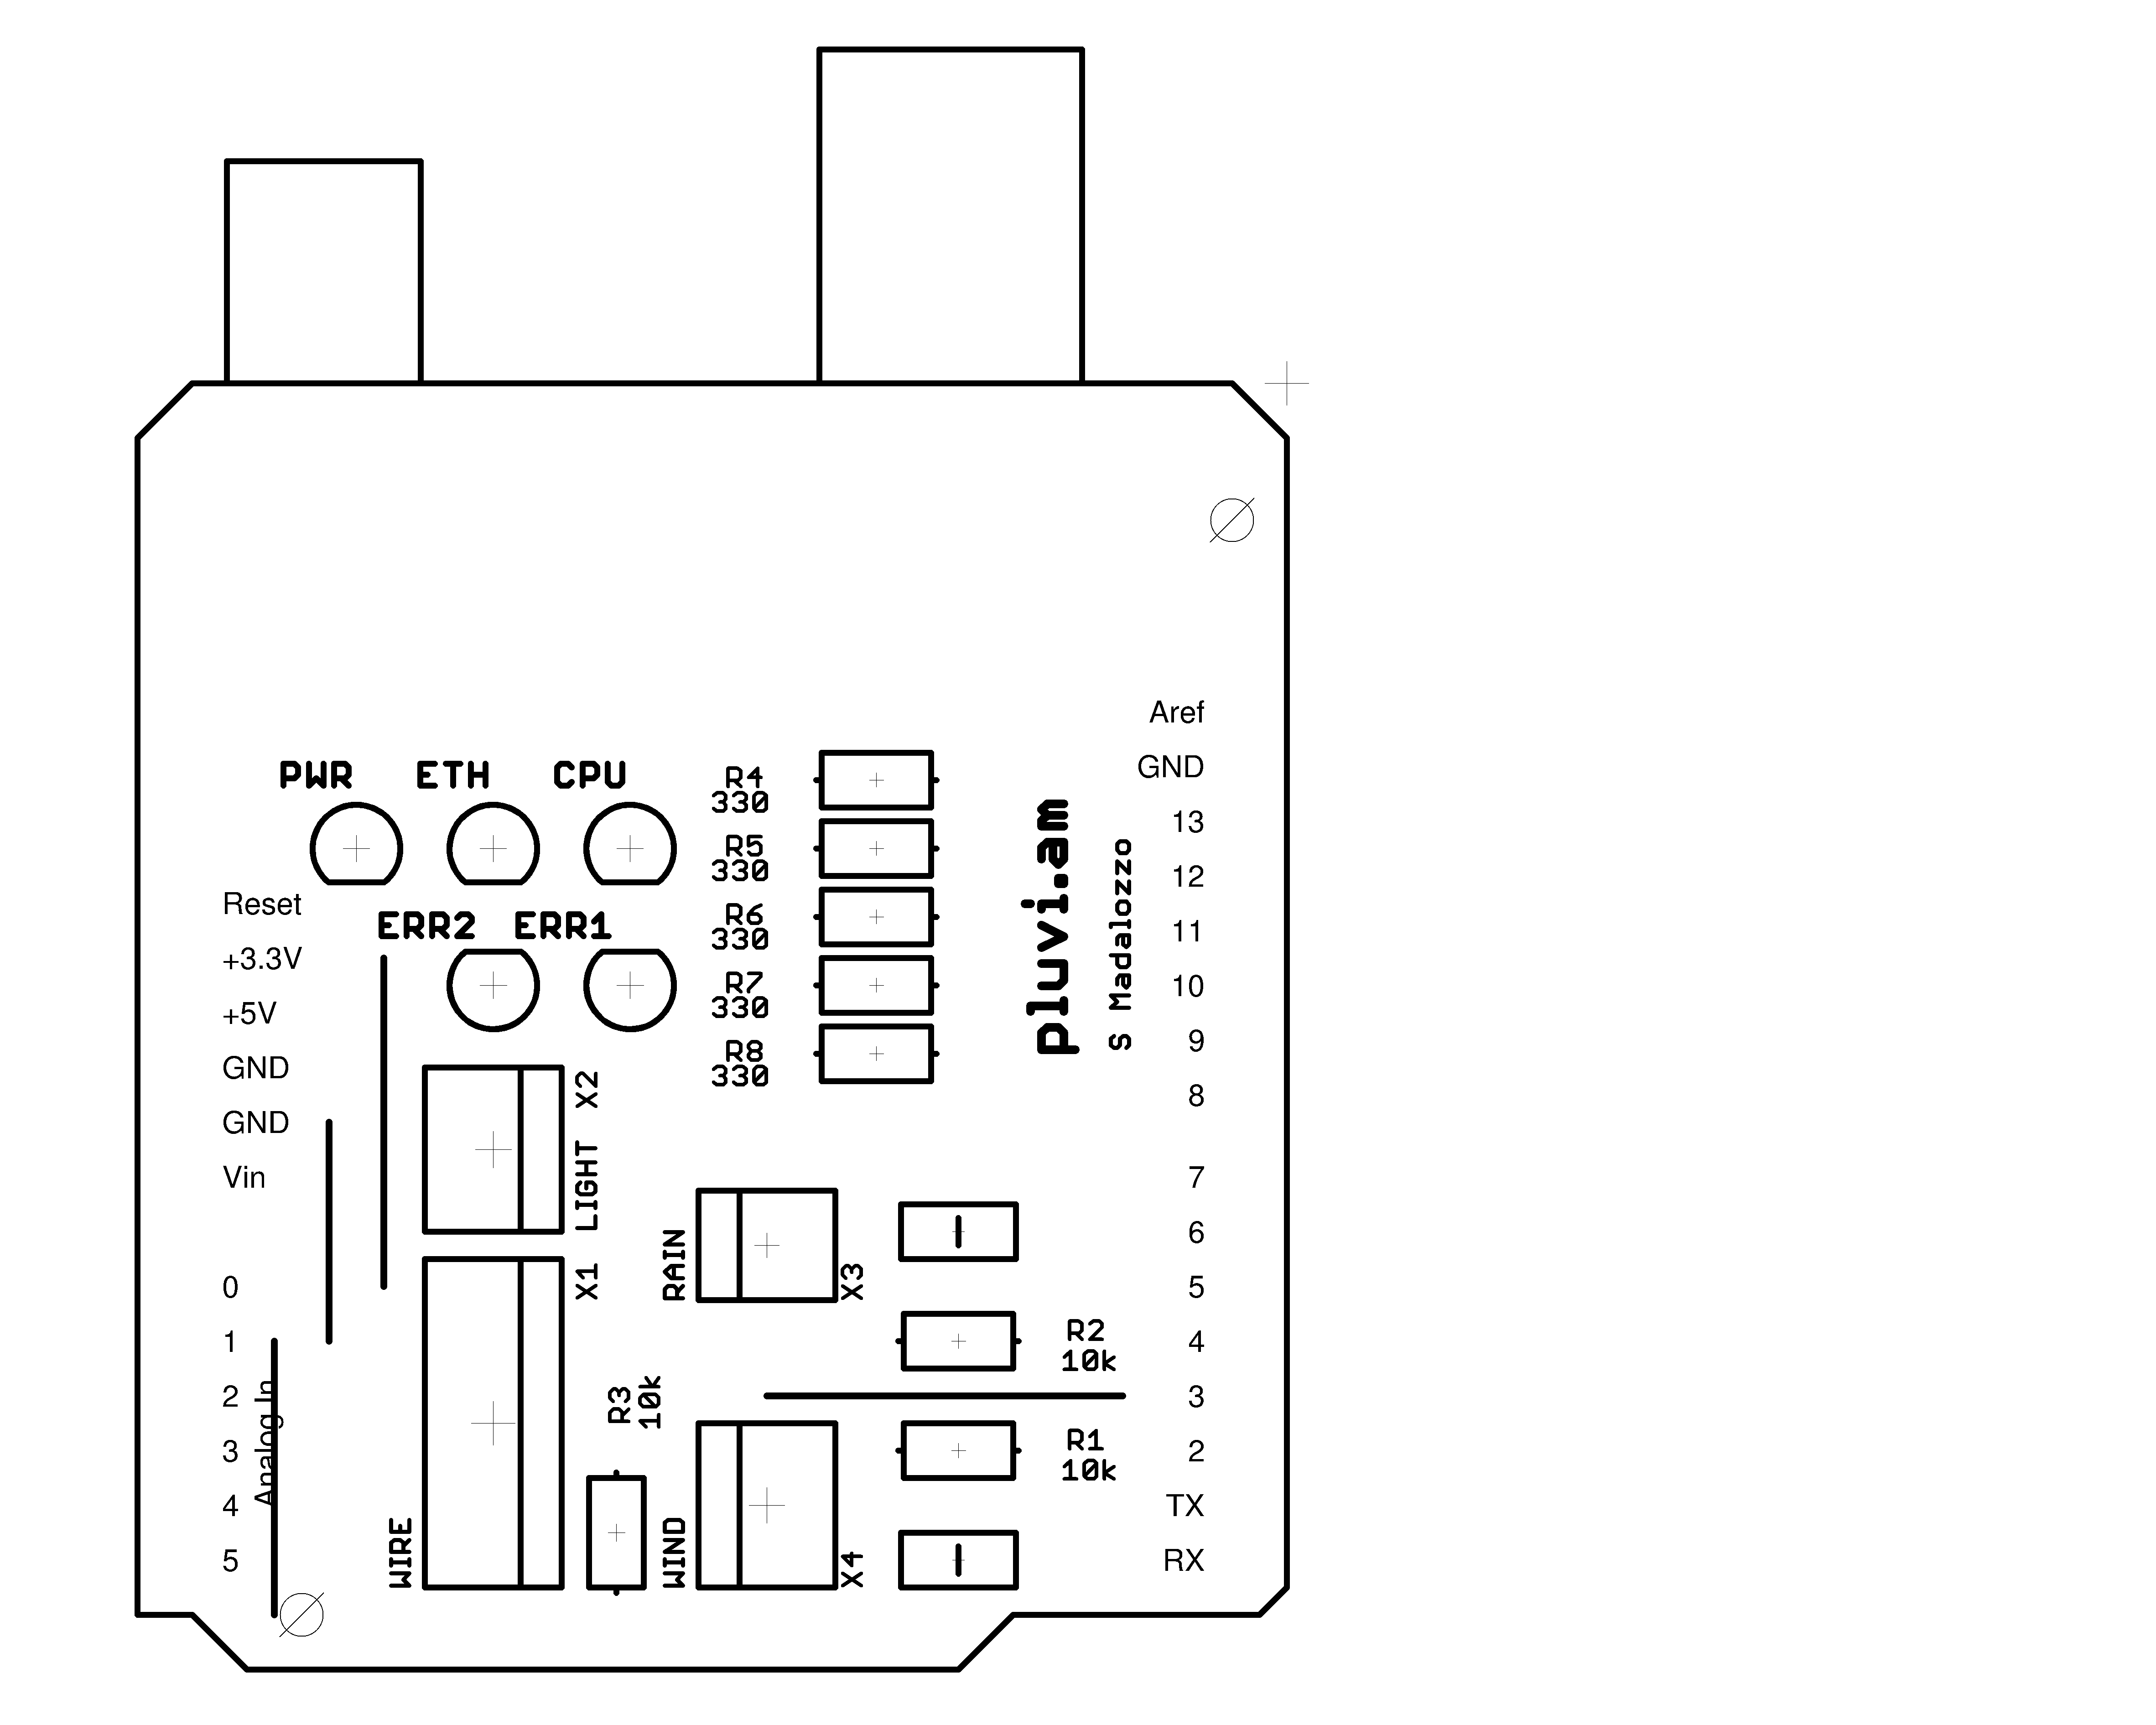 Aref
GND
13
12
11
10
9
8
7
6
5
4
3
2
TX
RX
PWR ETH CPU
ERR2 ERR1
R4
330
R5
330
R6
330
R7
330
R8
330
pluvi.am
S Madalozzo
Reset
+3.3V
+5V
GND
GND
Vin
0
1
2
3
4
5
Analog In
LIGHT X2
WIRE
X1
RAIN
X3
R3
10k
WIND
X4
R2
10k
R1
10k